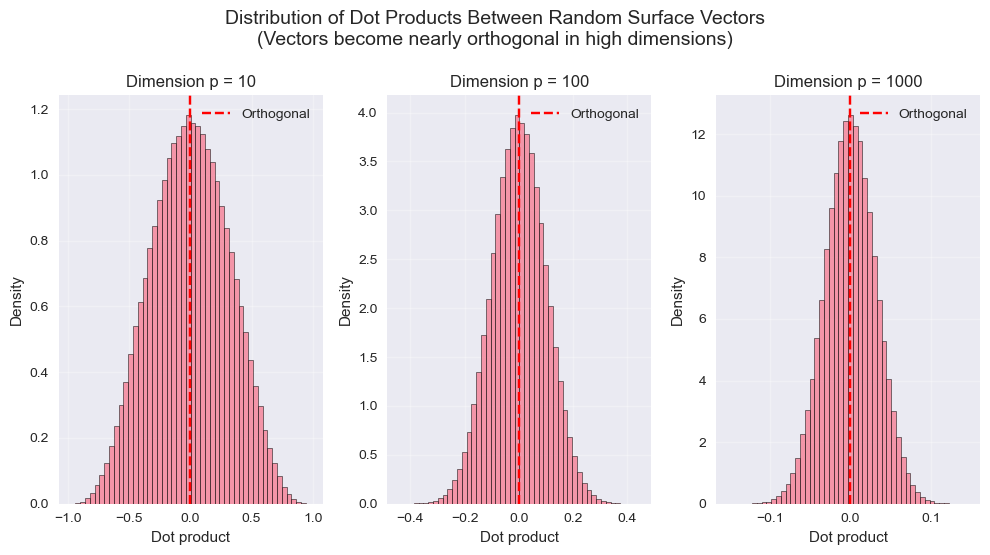 Distribution of Dot Products Between Random Surface Vectors
(Vectors become nearly orthogonal in high dimensions)
Dimension p = 10
Orthogonal
1.2
1.0
0.8
0.6
0.4
0.2
0.0
Density
−1.0 −0.5 0.0 0.5 1.0
Dot product
Dimension p = 100
Orthogonal
4.0
3.5
3.0
2.5
2.0
1.5
1.0
0.5
0.0
Density
−0.4 −0.2 0.0 0.2 0.4
Dot product
Dimension p = 1000
Orthogonal
12
10
8
6
4
2
0
Density
−0.1 0.0 0.1
Dot product